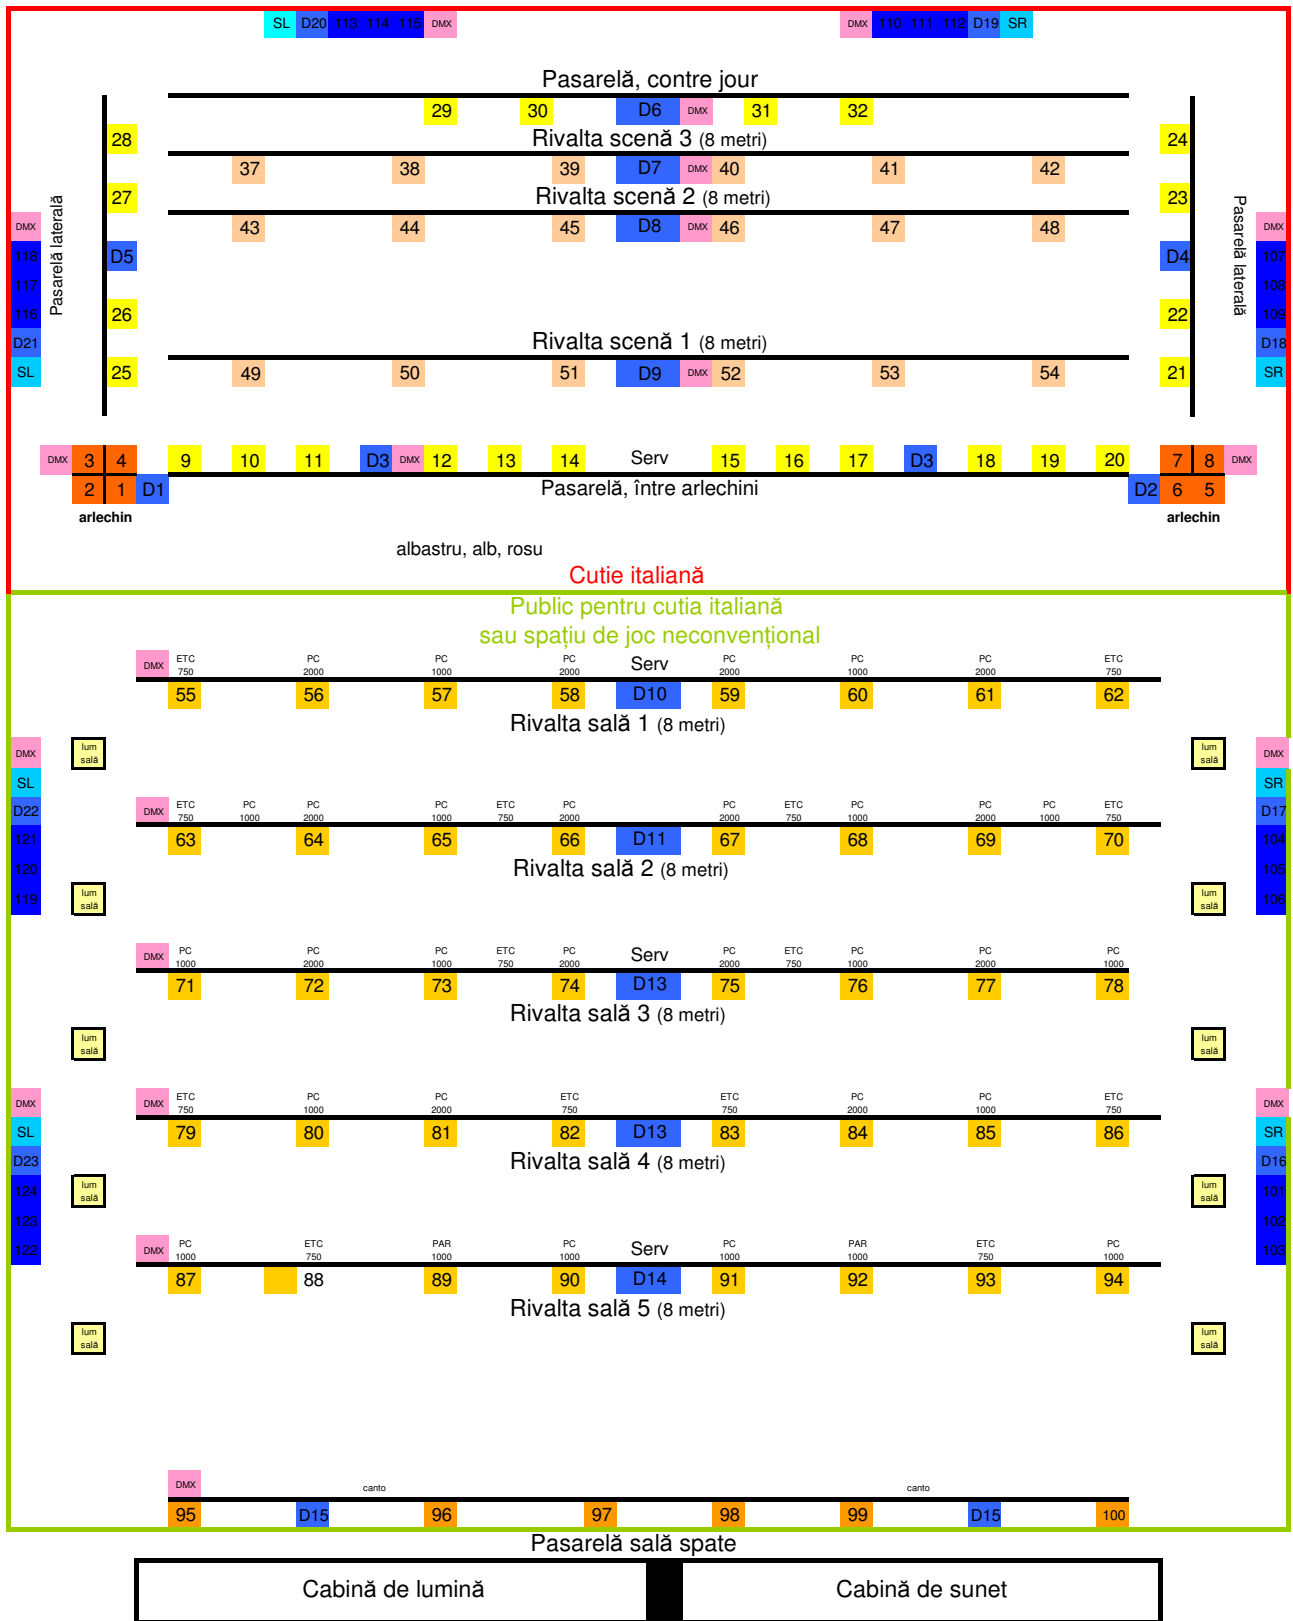 SL D20 113 114 115 DMX DMX 110 111 112 D19 SR
Pasarelă, contre jour
29 30 D6 DMX 31 32
28 Rivalta scenă 3 (8 metri) 24
37 38 39 D7 DMX 40 41 42
27 Rivalta scenă 2 (8 metri) 23
DMX 43 44 45 D8 DMX 46 47 48 DMX
Pasarelă laterală
Pasarelă laterală
118 D5 D4 107
117 108
116 26 22 109
D21 Rivalta scenă 1 (8 metri) D18
SL 25 49 50 51 D9 DMX 52 53 54 21 SR
DMX 3 4 9 10 11 D3 DMX 12 13 14 Serv 15 16 17 D3 18 19 20 7 8 DMX
2 1 D1 Pasarelă, între arlechini D2 6 5
arlechin arlechin
albastru, alb, rosu
Cutie italiană
Public pentru cutia italiană
sau spațiu de joc neconvențional
DMX ETC PC PC PC Serv PC PC PC ETC
750 2000 1000 2000 2000 1000 2000 750
55 56 57 58 D10 59 60 61 62
Rivalta sală 1 (8 metri)
DMX lum sală lum sală DMX
SL SR
D22 DMX ETC PC PC PC ETC PC PC ETC PC PC PC ETC D17
750 1000 2000 1000 750 2000 2000 750 1000 2000 1000 750
121 63 64 65 66 D11 67 68 69 70 104
120 Rivalta sală 2 (8 metri) 105
119 lum sală lum sală 106
DMX PC PC PC ETC PC Serv PC ETC PC PC PC
1000 2000 1000 750 2000 2000 750 1000 2000 1000
71 72 73 74 D13 75 76 77 78
Rivalta sală 3 (8 metri)
lum sală lum sală
DMX DMX ETC PC PC ETC ETC PC PC ETC DMX
750 1000 2000 750 750 2000 1000 750
SL 79 80 81 82 D13 83 84 85 86 SR
D23 Rivalta sală 4 (8 metri) D16
124 lum sală lum sală 101
123 102
122 DMX PC ETC PAR PC Serv PC PAR ETC PC 103
1000 750 1000 1000 1000 1000 750 1000
87 88 89 90 D14 91 92 93 94
Rivalta sală 5 (8 metri)
lum sală lum sală
DMX canto canto
95 D15 96 97 98 99 D15 100
Pasarelă sală spate
Cabină de lumină Cabină de sunet